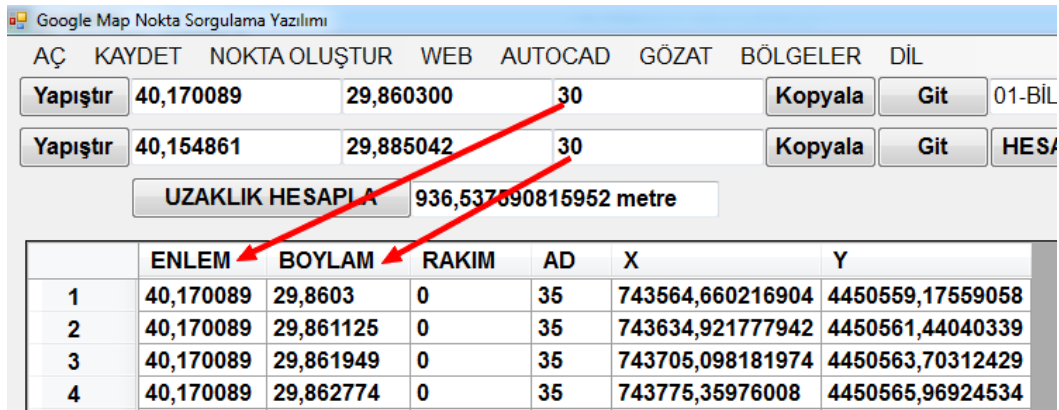 Google Map Nokta Sorgulama Yazılımı
AÇ KAYDET NOKTA OLUŞTUR WEB AUTOCAD GÖZAT BÖLGELER DİL
Yapıştır 40,170089 29,860300 30 Kopyala Git 01-BİL
Yapıştır 40,154861 29,885042 30 Kopyala Git HESA
UZAKLIK HESAPLA 936,537590815952 metre
ENLEM BOYLAM RAKIM AD X Y
1 40,170089 29,8603 0 35 743564,660216904 4450559,17559058
2 40,170089 29,861125 0 35 743634,921777942 4450561,44040339
3 40,170089 29,861949 0 35 743705,098181974 4450563,70312429
4 40,170089 29,862774 0 35 743775,35976008 4450565,96924534